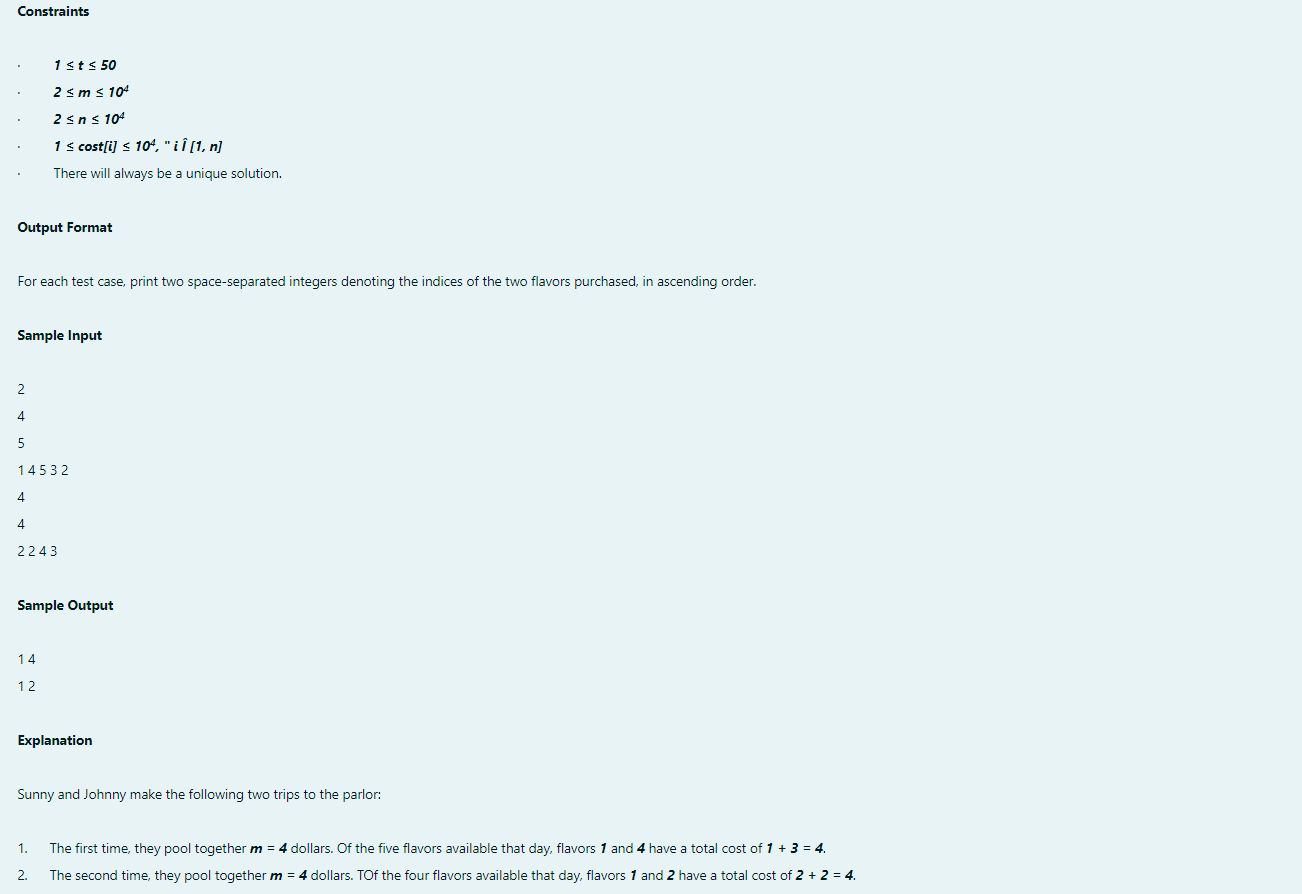 Constraints
· 1 ≤ t ≤ 50
· 2 ≤ m ≤ 10⁴
· 2 ≤ n ≤ 10⁴
· 1 ≤ cost[i] ≤ 10⁴, " i Î [1, n]
· There will always be a unique solution.
Output Format
For each test case, print two space-separated integers denoting the indices of the two flavors purchased, in ascending order.
Sample Input
2
4
5
1 4 5 3 2
4
4
2 2 4 3
Sample Output
1 4
1 2
Explanation
Sunny and Johnny make the following two trips to the parlor:
1. The first time, they pool together m = 4 dollars. Of the five flavors available that day, flavors 1 and 4 have a total cost of 1 + 3 = 4.
2. The second time, they pool together m = 4 dollars. TOf the four flavors available that day, flavors 1 and 2 have a total cost of 2 + 2 = 4.